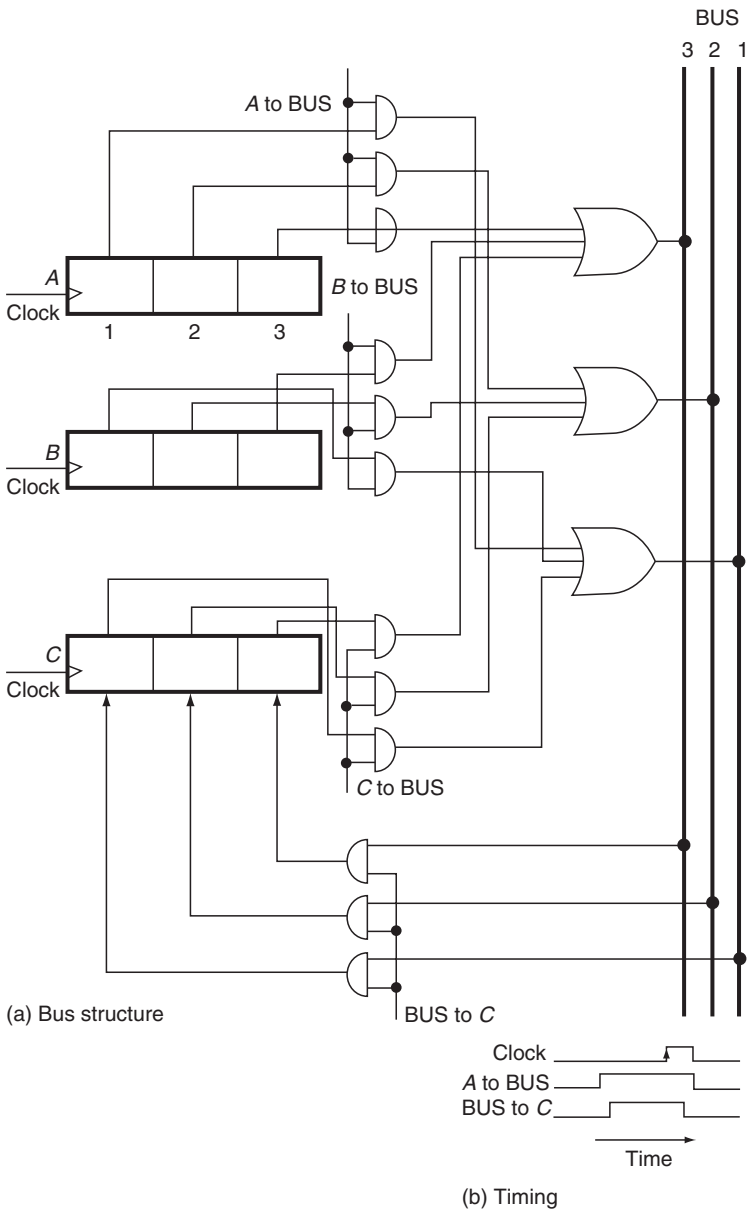 BUS
3 2 1
A to BUS
A
Clock
1 2 3
B to BUS
B
Clock
C
Clock
C to BUS
BUS to C
(a) Bus structure
Clock
A to BUS
BUS to C
Time
(b) Timing